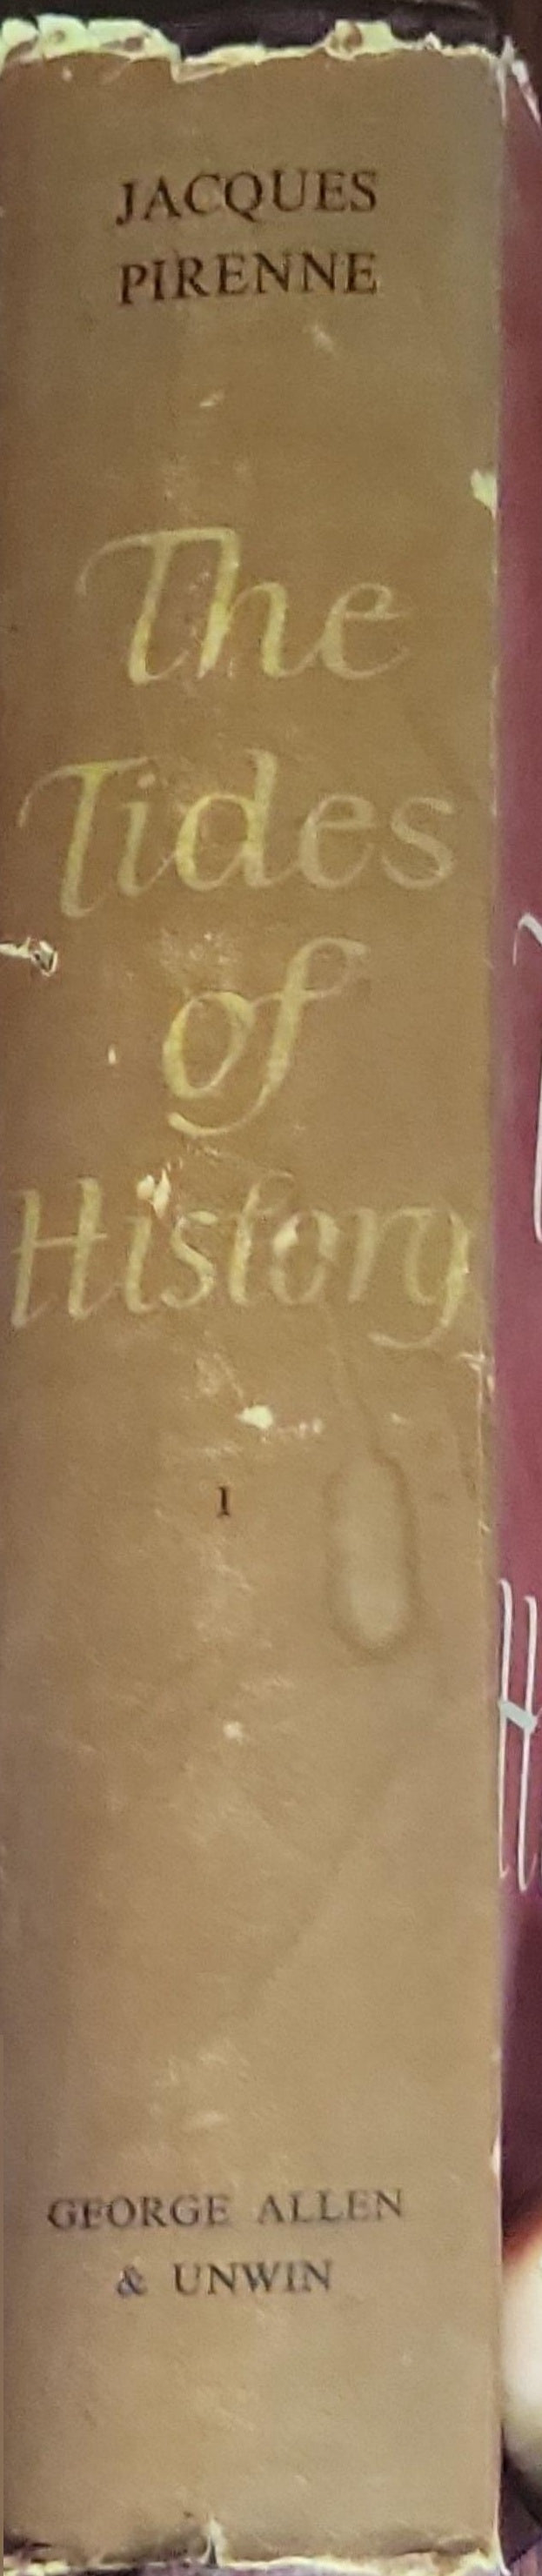 JACQUES
PIRENNE
The
Tides
of
History
1
GEORGE ALLEN
& UNWIN